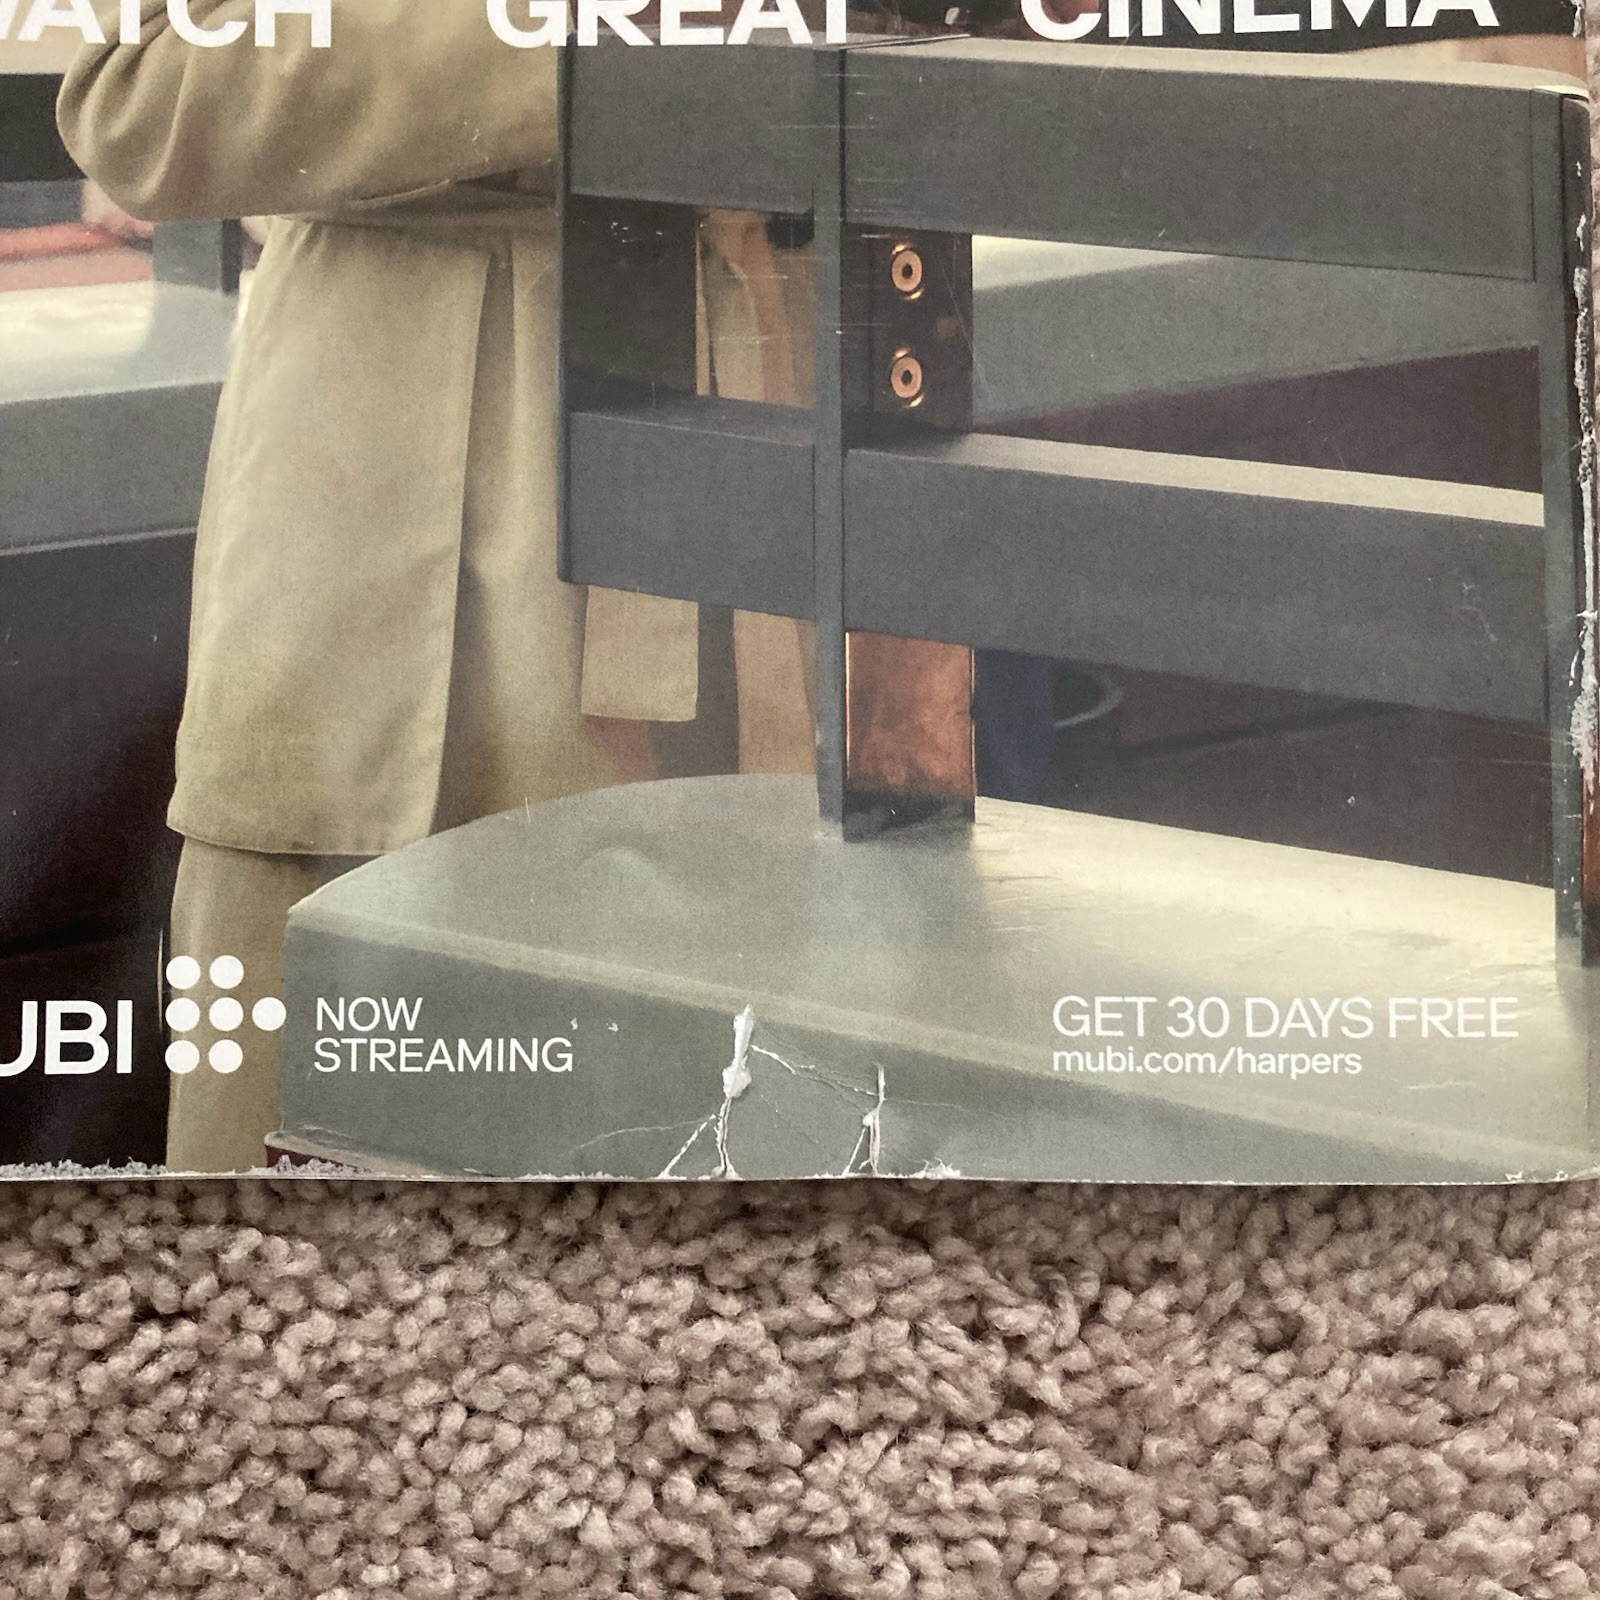 WATCH GREAT CINEMA
UBI
NOW
STREAMING
GET 30 DAYS FREE
mubi.com/harpers